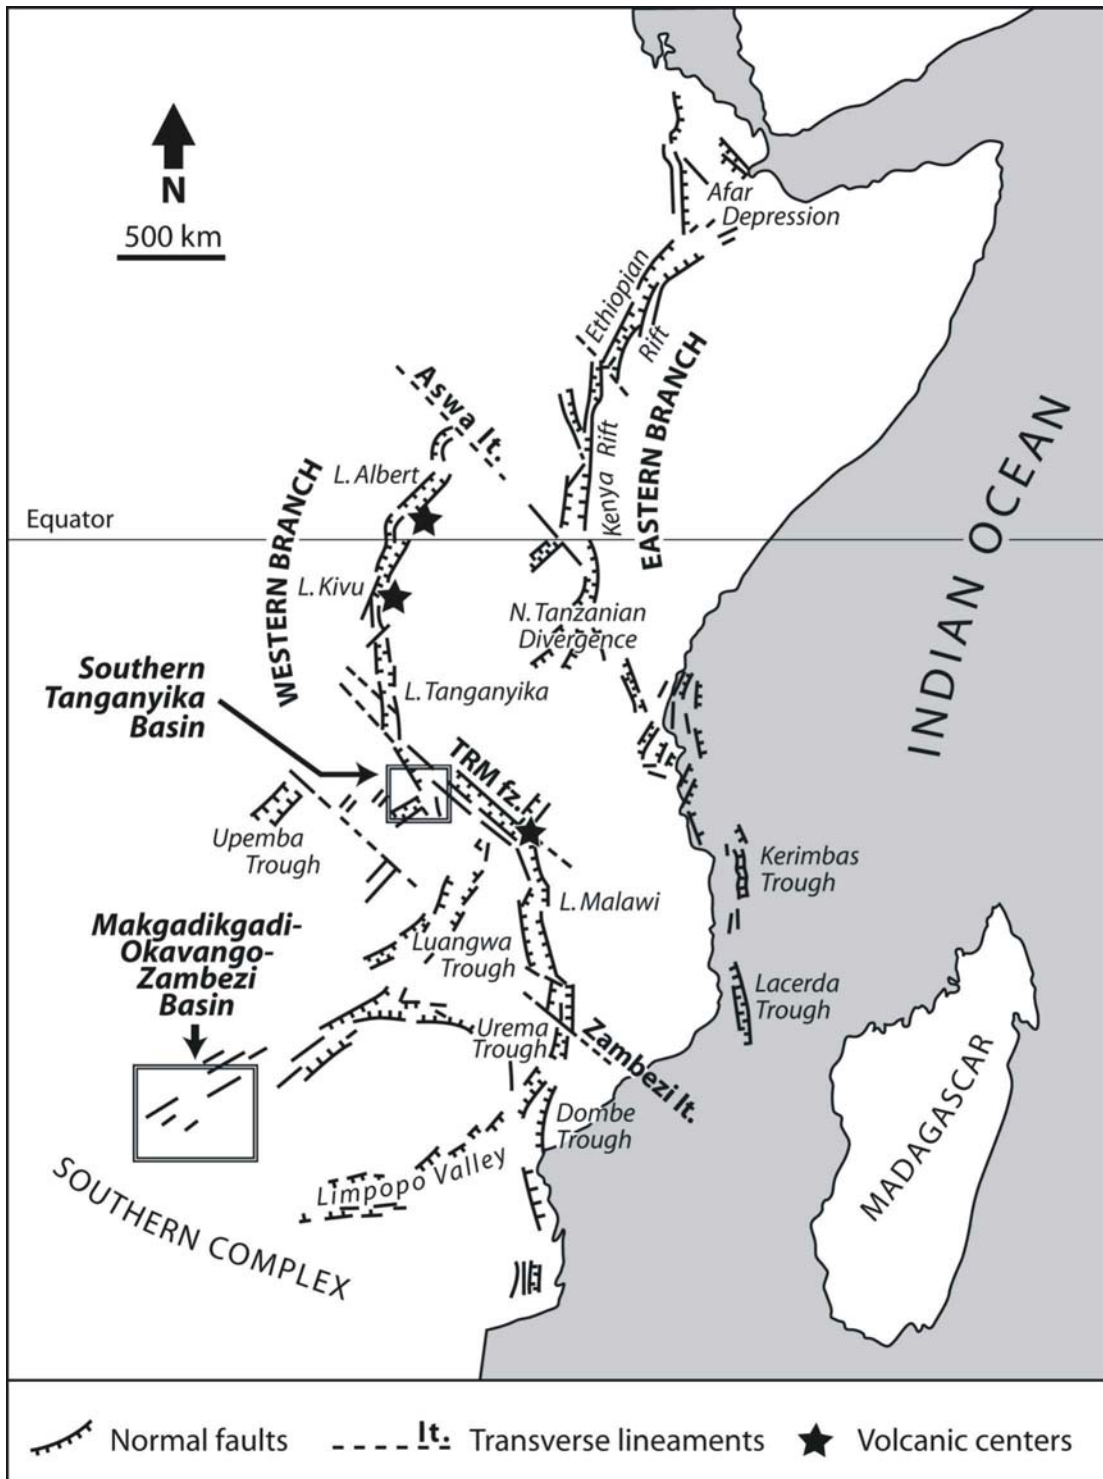 N
500 km
Afar
Depression
Ethiopian
Rift
Aswa lt.
EASTERN BRANCH
Kenya Rift
L. Albert
WESTERN BRANCH
Equator
INDIAN OCEAN
L. Kivu
N. Tanzanian
Divergence
Southern
Tanganyika
Basin
L. Tanganyika
TRM fz.
Upemba
Trough
Kerimbas
Trough
L. Malawi
Makgadikgadi-
Okavango-
Zambezi
Basin
Luangwa
Trough
Lacerda
Trough
Urema
Trough
Zambezi lt.
MADAGASCAR
Dombe
Trough
Limpopo Valley
SOUTHERN COMPLEX
Normal faults
lt. Transverse lineaments
Volcanic centers